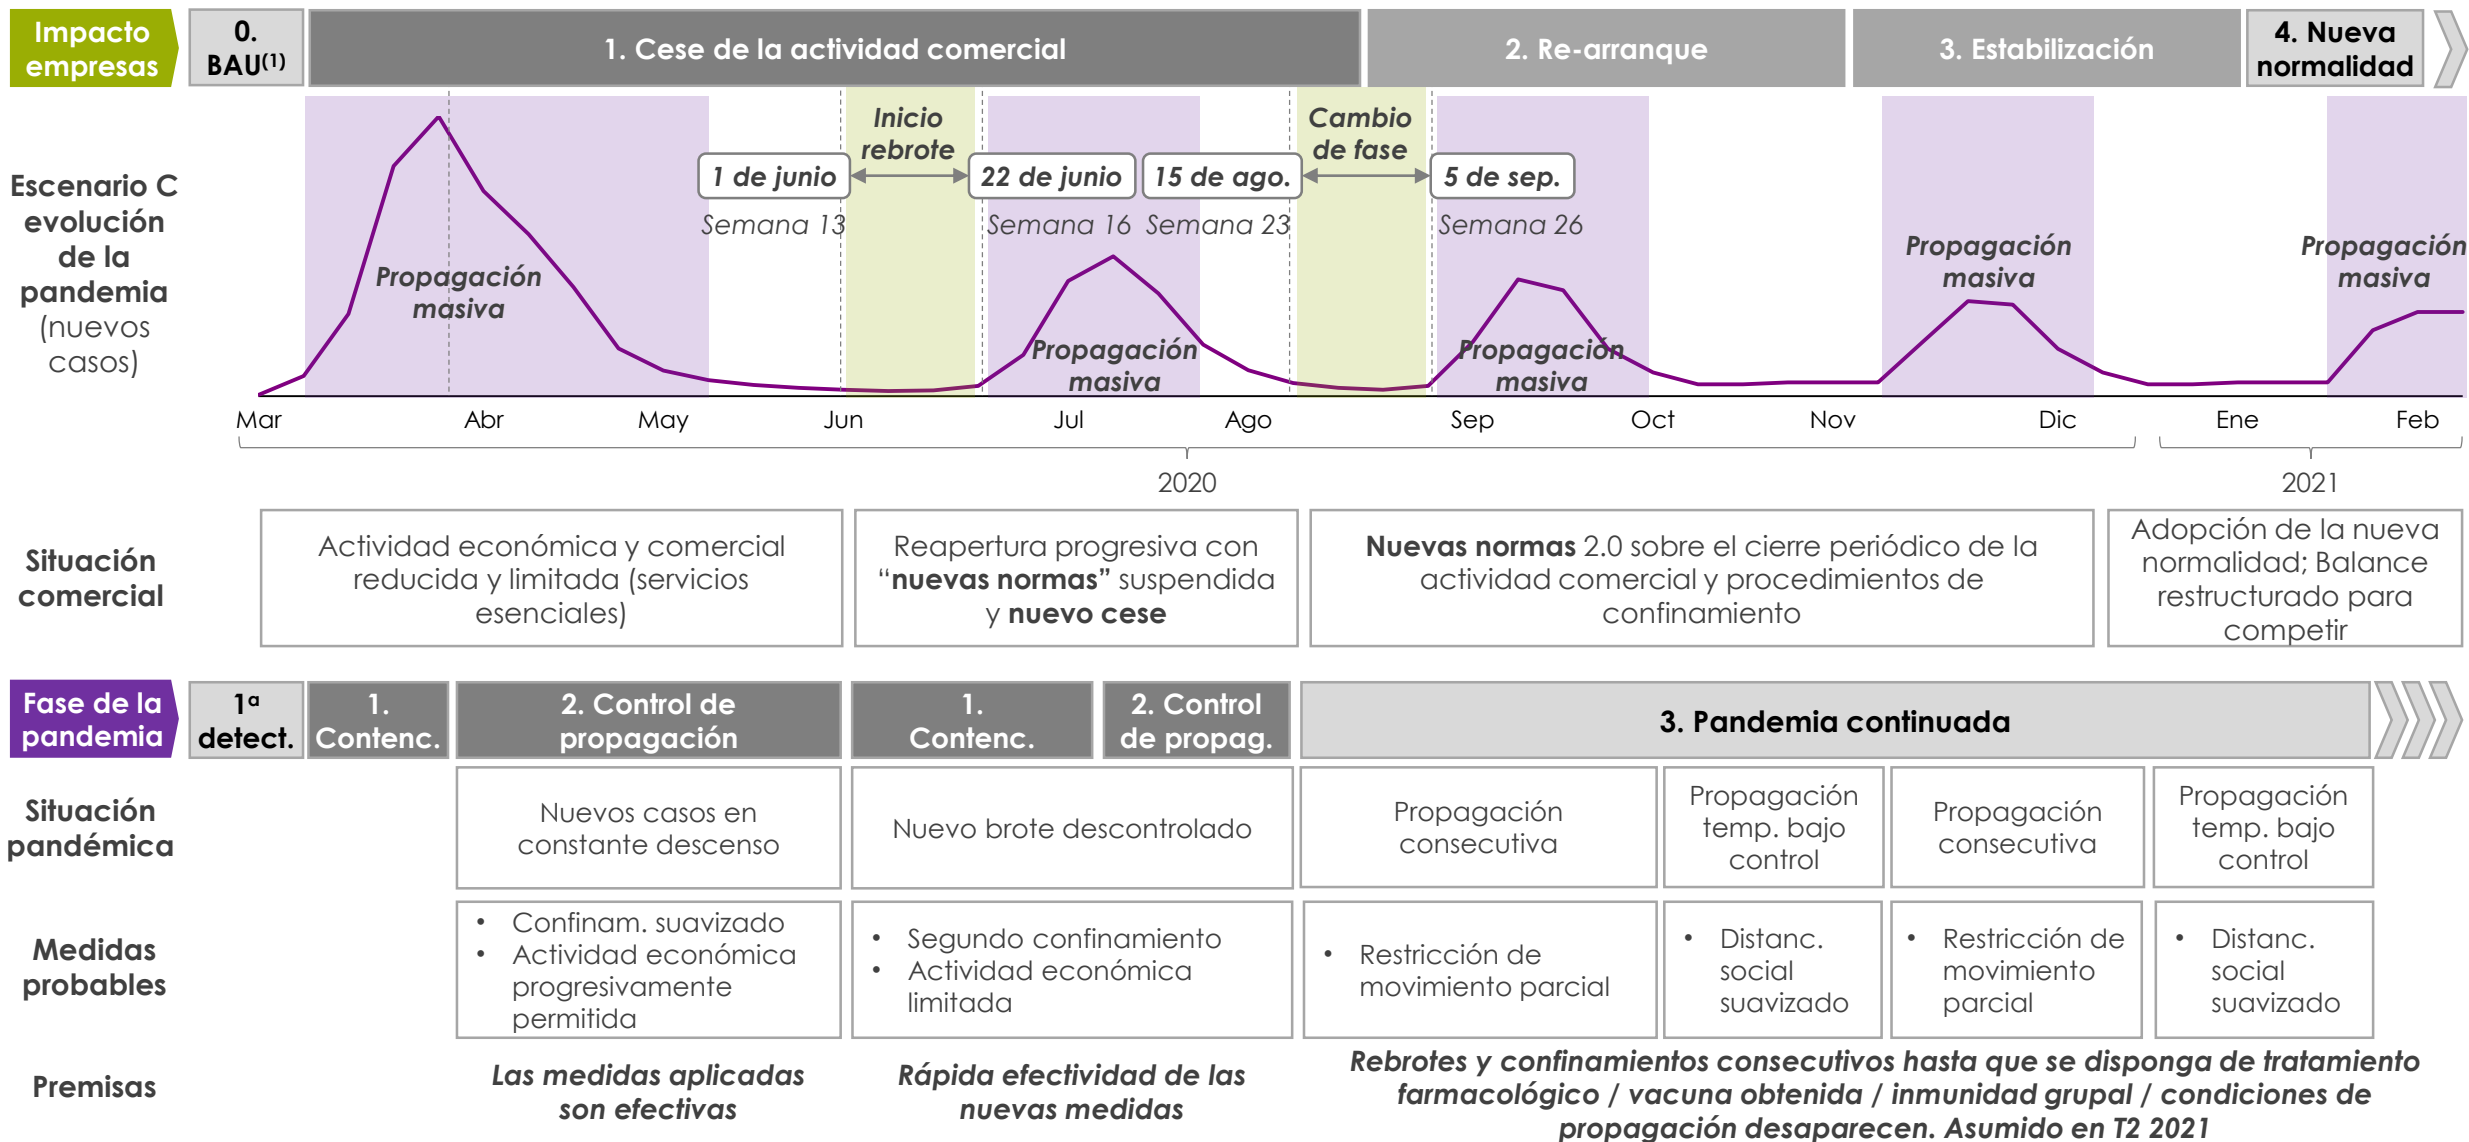 Impacto
empresas
0.
BAU(1)
1. Cese de la actividad comercial
2. Re-arranque
3. Estabilización
4. Nueva
normalidad
Escenario C
evolución
de la
pandemia
(nuevos
casos)
Inicio
rebrote
Cambio
de fase
1 de junio
22 de junio
15 de ago.
5 de sep.
Semana 13
Semana 16
Semana 23
Semana 26
Propagación
masiva
Propagación
masiva
Propagación
masiva
Propagación
masiva
Propagación
masiva
Mar
Abr
May
Jun
Jul
Ago
Sep
Oct
Nov
Dic
Ene
Feb
2020
2021
Situación
comercial
Actividad económica y comercial
reducida y limitada (servicios
esenciales)
Reapertura progresiva con
“nuevas normas” suspendida
y nuevo cese
Nuevas normas 2.0 sobre el cierre periódico de la
actividad comercial y procedimientos de
confinamiento
Adopción de la nueva
normalidad; Balance
restructurado para
competir
Fase de la
pandemia
1ª
detect.
1.
Contenc.
2. Control de
propagación
1.
Contenc.
2. Control
de propag.
3. Pandemia continuada
Situación
pandémica
Nuevos casos en
constante descenso
Nuevo brote descontrolado
Propagación
consecutiva
Propagación
temp. bajo
control
Propagación
consecutiva
Propagación
temp. bajo
control
Medidas
probables
• Confinam. suavizado
• Actividad económica
progresivamente
permitida
• Segundo confinamiento
• Actividad económica
limitada
• Restricción de
movimiento parcial
• Distanc.
social
suavizado
• Restricción de
movimiento
parcial
• Distanc.
social
suavizado
Premisas
Las medidas aplicadas
son efectivas
Rápida efectividad de las
nuevas medidas
Rebrotes y confinamientos consecutivos hasta que se disponga de tratamiento
farmacológico / vacuna obtenida / inmunidad grupal / condiciones de
propagación desaparecen. Asumido en T2 2021